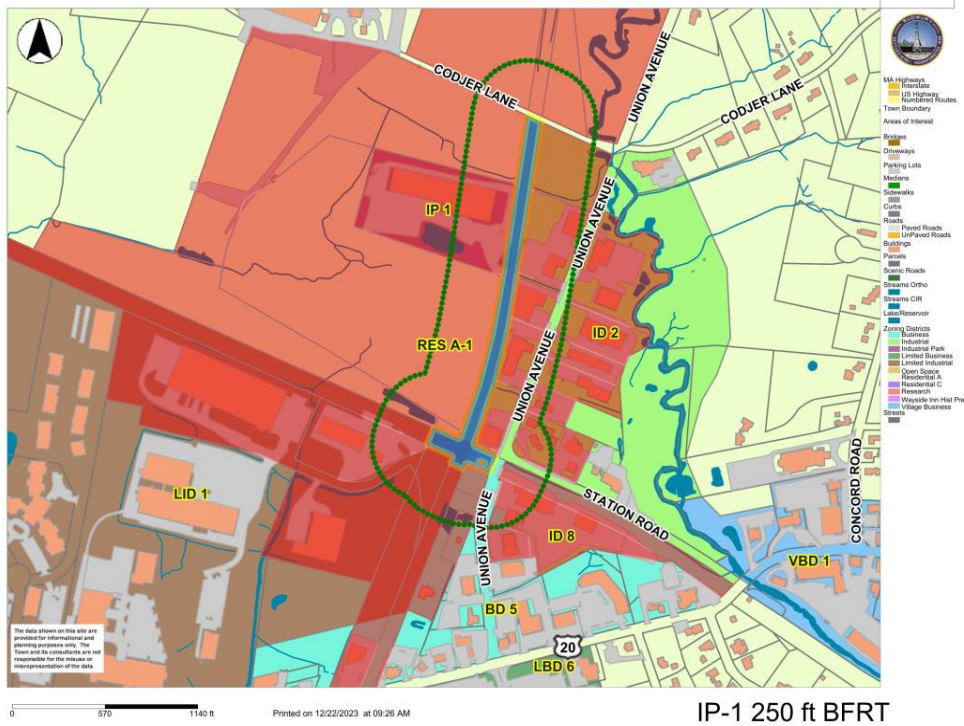 SUDBURY
CODJER LANE
UNION AVENUE
CODJER LANE
IP 1
UNION AVENUE
RES A-1
ID 2
UNION AVENUE
LID 1
STATION ROAD
CONCORD ROAD
UNION AVENUE
ID 8
VBD 1
BD 5
20
LBD 6
The data shown on this site are
provided for informational and
planning purposes only. The
Town and its consultants are not
responsible for the misuse or
misrepresentation of the data.
MA Highways
Interstate
US Highway
Numbered Routes
Town Boundary
Areas of Interest
Bridges
Driveways
Parking Lots
Medians
Sidewalks
Curbs
Roads
Paved Roads
UnPaved Roads
Buildings
Parcels
Scenic Roads
Streams Ortho
Streams CIR
Lake/Reservoir
Zoning Districts
Business
Industrial
Industrial Park
Limited Business
Limited Industrial
Open Space
Residential A
Residential C
Research
Wayside Inn Hist Pre
Village Business
Streets
0 570 1140 ft
Printed on 12/22/2023 at 09:26 AM
IP-1 250 ft BFRT